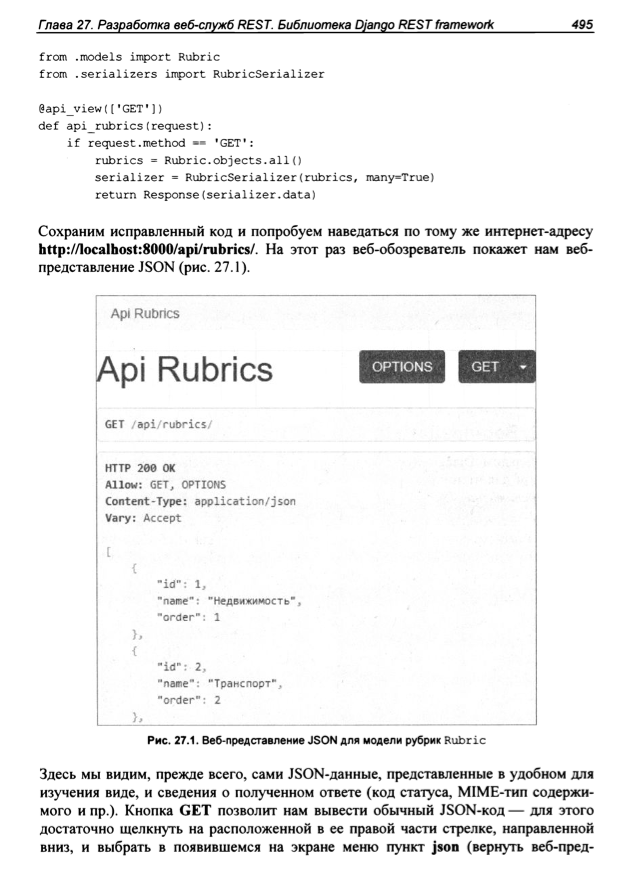 Глава 27. Разработка веб-служб REST. Библиотека Django REST framework 495
from .models import Rubric
from .serializers import RubricSerializer
@api_view(['GET'])
def api_rubrics(request):
    if request.method == 'GET':
        rubrics = Rubric.objects.all()
        serializer = RubricSerializer(rubrics, many=True)
        return Response(serializer.data)
Сохраним исправленный код и попробуем наведаться по тому же интернет-адресу
http://localhost:8000/api/rubrics/. На этот раз веб-обозреватель покажет нам веб-
представление JSON (рис. 27.1).
Api Rubrics
Api Rubrics OPTIONS GET
GET /api/rubrics/
HTTP 200 OK
Allow: GET, OPTIONS
Content-Type: application/json
Vary: Accept
[
    {
        "id": 1,
        "name": "Недвижимость",
        "order": 1
    },
    {
        "id": 2,
        "name": "Транспорт",
        "order": 2
    },
Рис. 27.1. Веб-представление JSON для модели рубрик Rubric
Здесь мы видим, прежде всего, сами JSON-данные, представленные в удобном для
изучения виде, и сведения о полученном ответе (код статуса, MIME-тип содержи-
мого и пр.). Кнопка GET позволит нам вывести обычный JSON-код — для этого
достаточно щелкнуть на расположенной в ее правой части стрелке, направленной
вниз, и выбрать в появившемся на экране меню пункт json (вернуть веб-пред-